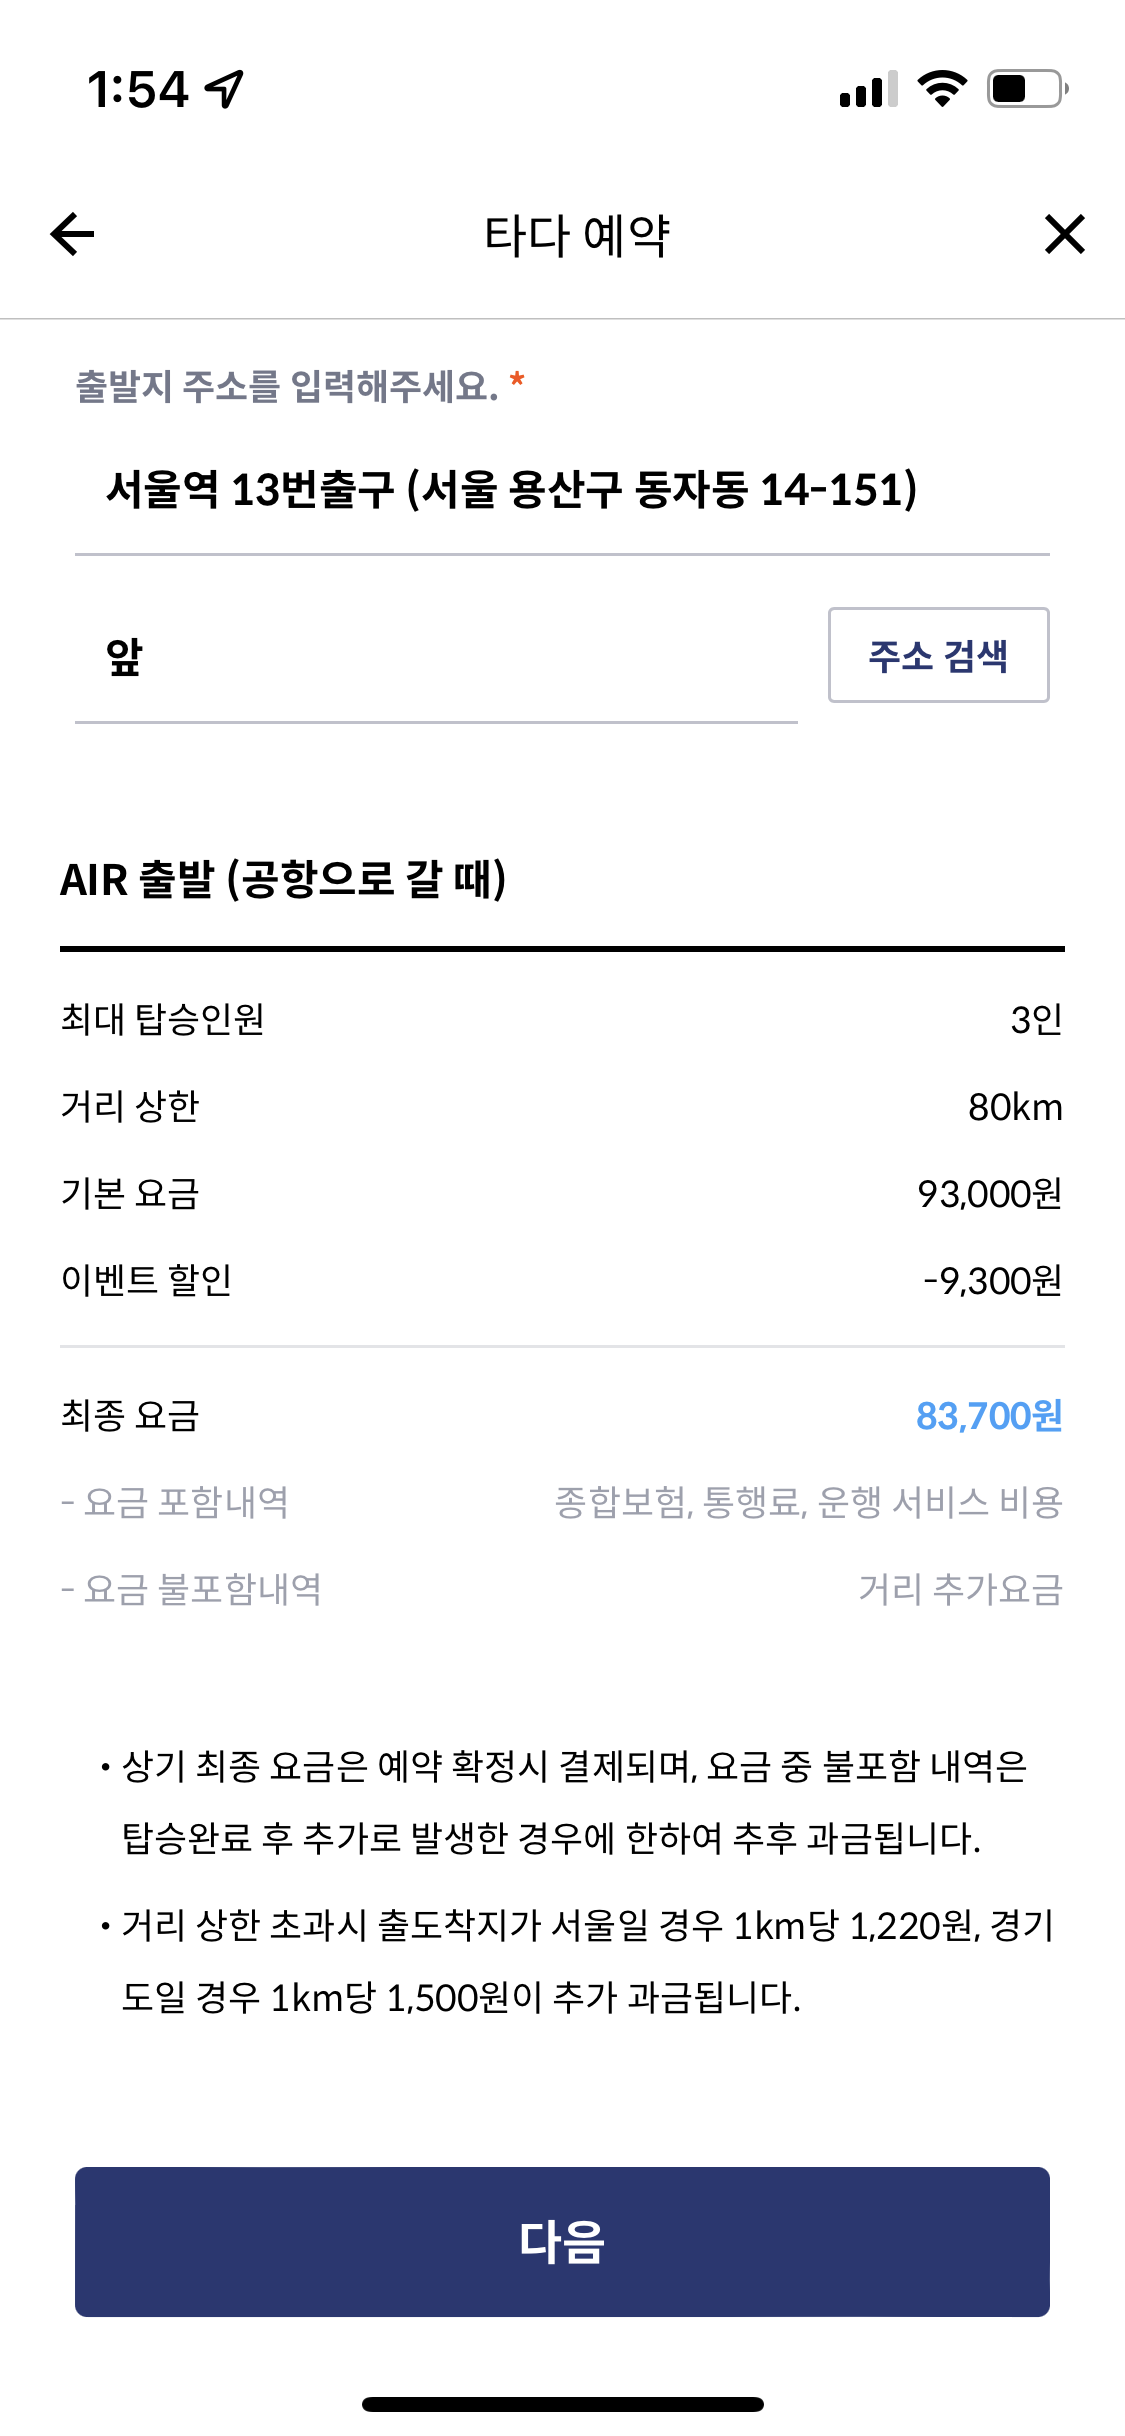 1:54
타다 예약
출발지 주소를 입력해주세요. *
서울역 13번출구 (서울 용산구 동자동 14-151)
앞
주소 검색
AIR 출발 (공항으로 갈 때)
최대 탑승인원 3인
거리 상한 80km
기본 요금 93,000원
이벤트 할인 -9,300원
최종 요금 83,700원
- 요금 포함내역 종합보험, 통행료, 운행 서비스 비용
- 요금 불포함내역 거리 추가요금
• 상기 최종 요금은 예약 확정시 결제되며, 요금 중 불포함 내역은
탑승완료 후 추가로 발생한 경우에 한하여 추후 과금됩니다.
• 거리 상한 초과시 출도착지가 서울일 경우 1km당 1,220원, 경기
도일 경우 1km당 1,500원이 추가 과금됩니다.
다음